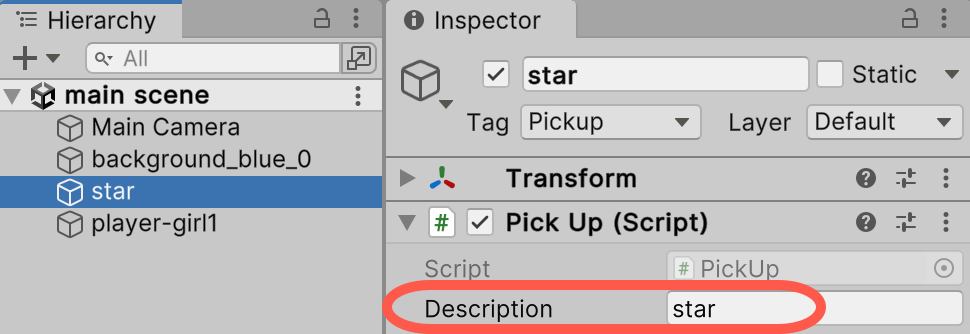 Hierarchy
All
main scene
Main Camera
background_blue_0
star
player-girl1
Inspector
star
Static
Tag Pickup Layer Default
Transform
# Pick Up (Script)
Script # PickUp
Description star